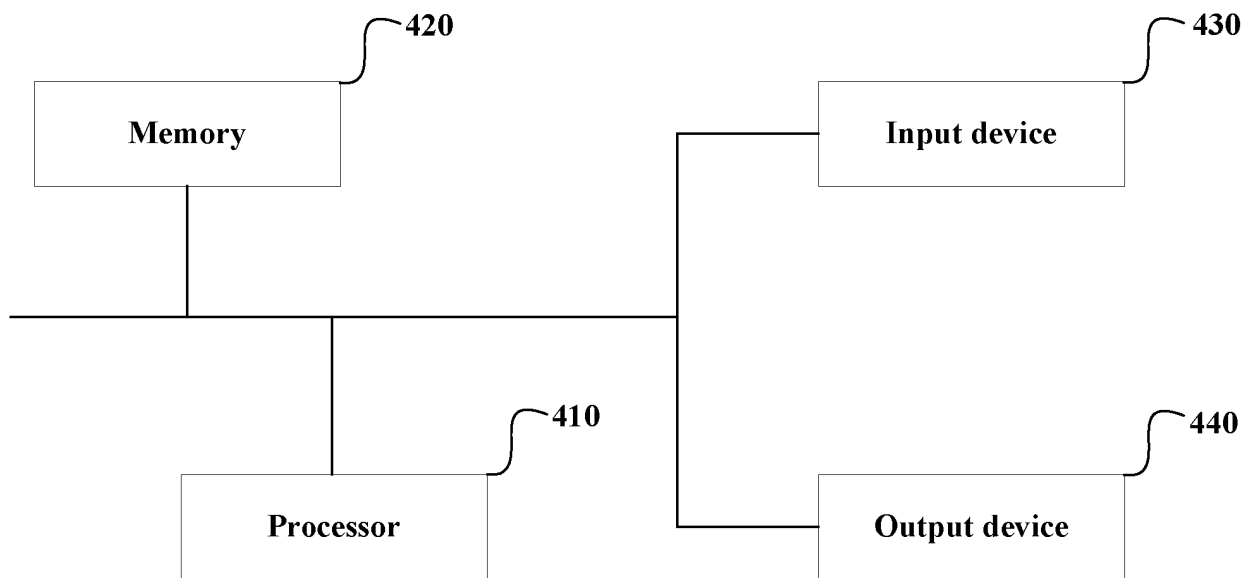 420
430
Memory
Input device
410
440
Processor
Output device